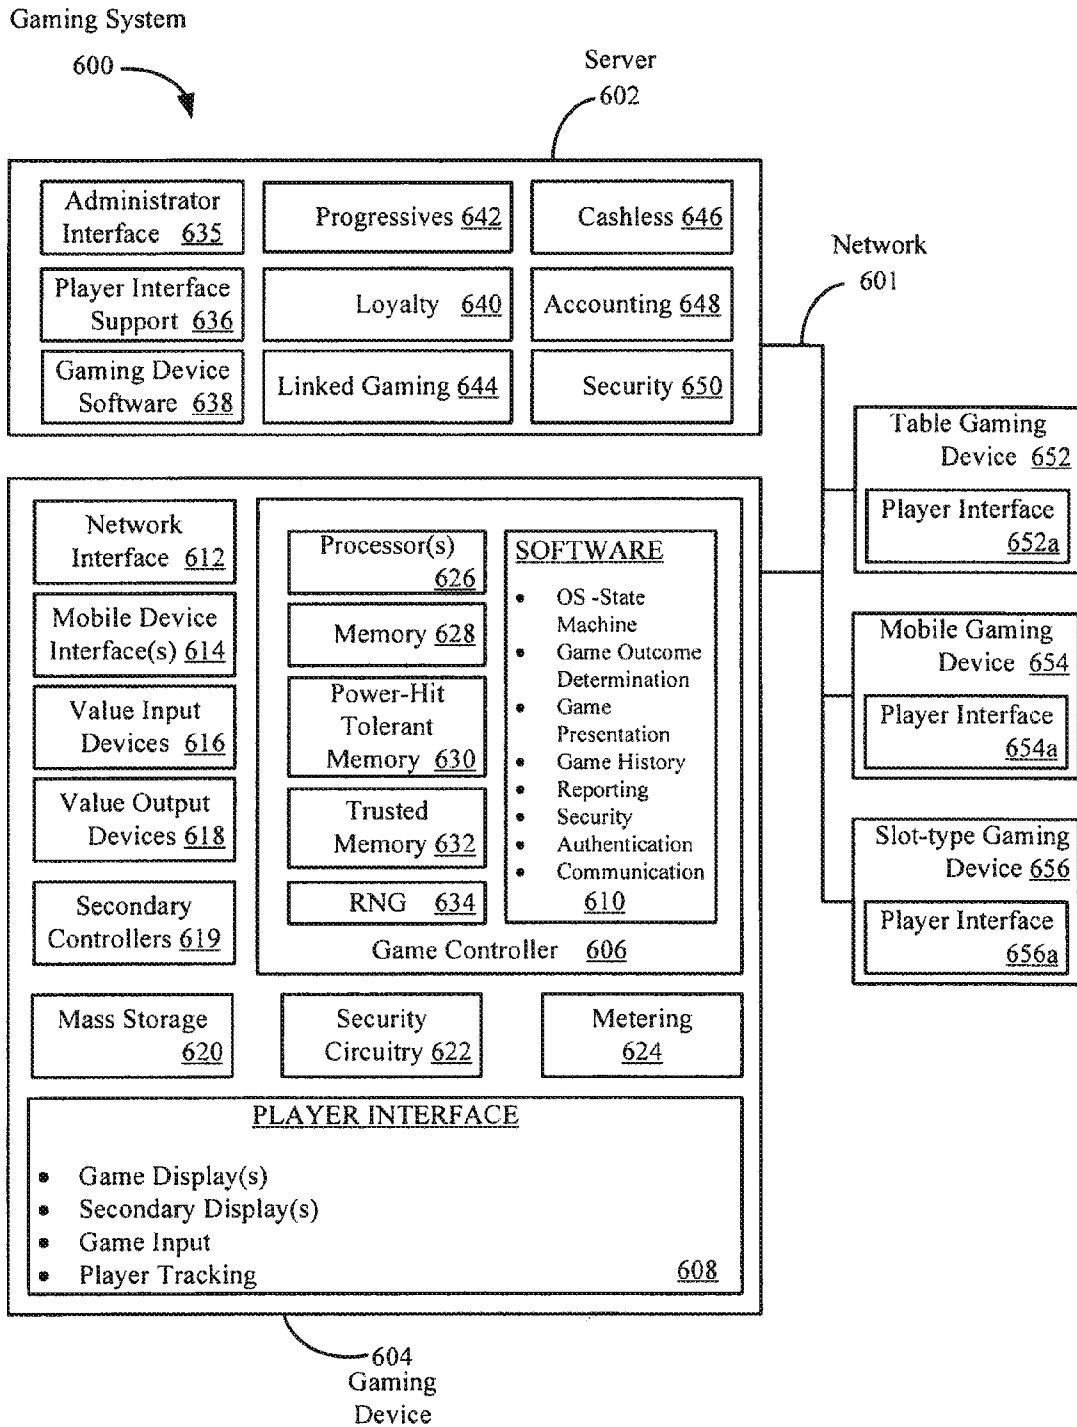 Gaming System
600
Server
602
Administrator
Interface 635
Progressives 642
Cashless 646
Player Interface
Support 636
Loyalty 640
Accounting 648
Gaming Device
Software 638
Linked Gaming 644
Security 650
Network
601
Table Gaming
Device 652
Player Interface
652a
Mobile Gaming
Device 654
Player Interface
654a
Slot-type Gaming
Device 656
Player Interface
656a
Network
Interface 612
Mobile Device
Interface(s) 614
Value Input
Devices 616
Value Output
Devices 618
Secondary
Controllers 619
Processor(s)
626
Memory 628
Power-Hit
Tolerant
Memory 630
Trusted
Memory 632
RNG 634
SOFTWARE
• OS -State
Machine
• Game Outcome
Determination
• Game
Presentation
• Game History
• Reporting
• Security
• Authentication
• Communication
610
Game Controller 606
Mass Storage
620
Security
Circuitry 622
Metering
624
PLAYER INTERFACE
• Game Display(s)
• Secondary Display(s)
• Game Input
• Player Tracking
608
604
Gaming
Device